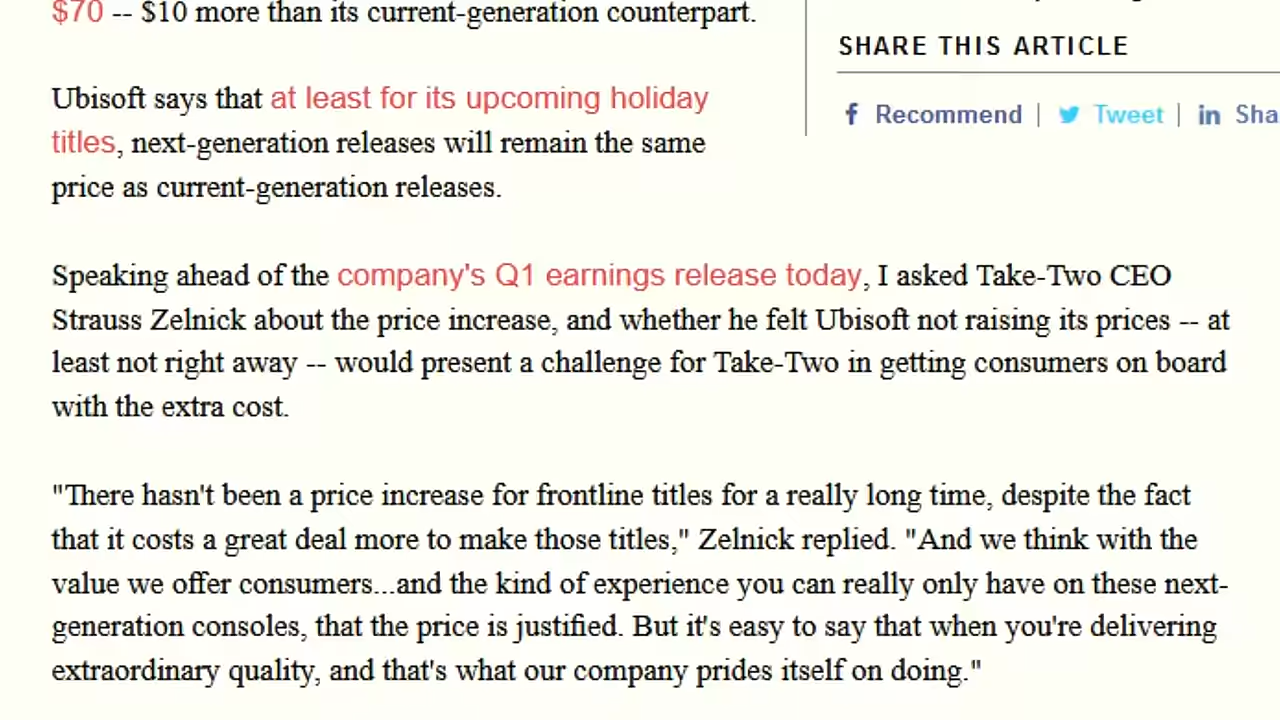 $70 -- $10 more than its current-generation counterpart.
SHARE THIS ARTICLE
Recommend | Tweet | Sha
Ubisoft says that at least for its upcoming holiday
titles, next-generation releases will remain the same
price as current-generation releases.
Speaking ahead of the company's Q1 earnings release today, I asked Take-Two CEO
Strauss Zelnick about the price increase, and whether he felt Ubisoft not raising its prices -- at
least not right away -- would present a challenge for Take-Two in getting consumers on board
with the extra cost.
"There hasn't been a price increase for frontline titles for a really long time, despite the fact
that it costs a great deal more to make those titles," Zelnick replied. "And we think with the
value we offer consumers...and the kind of experience you can really only have on these next-
generation consoles, that the price is justified. But it's easy to say that when you're delivering
extraordinary quality, and that's what our company prides itself on doing."